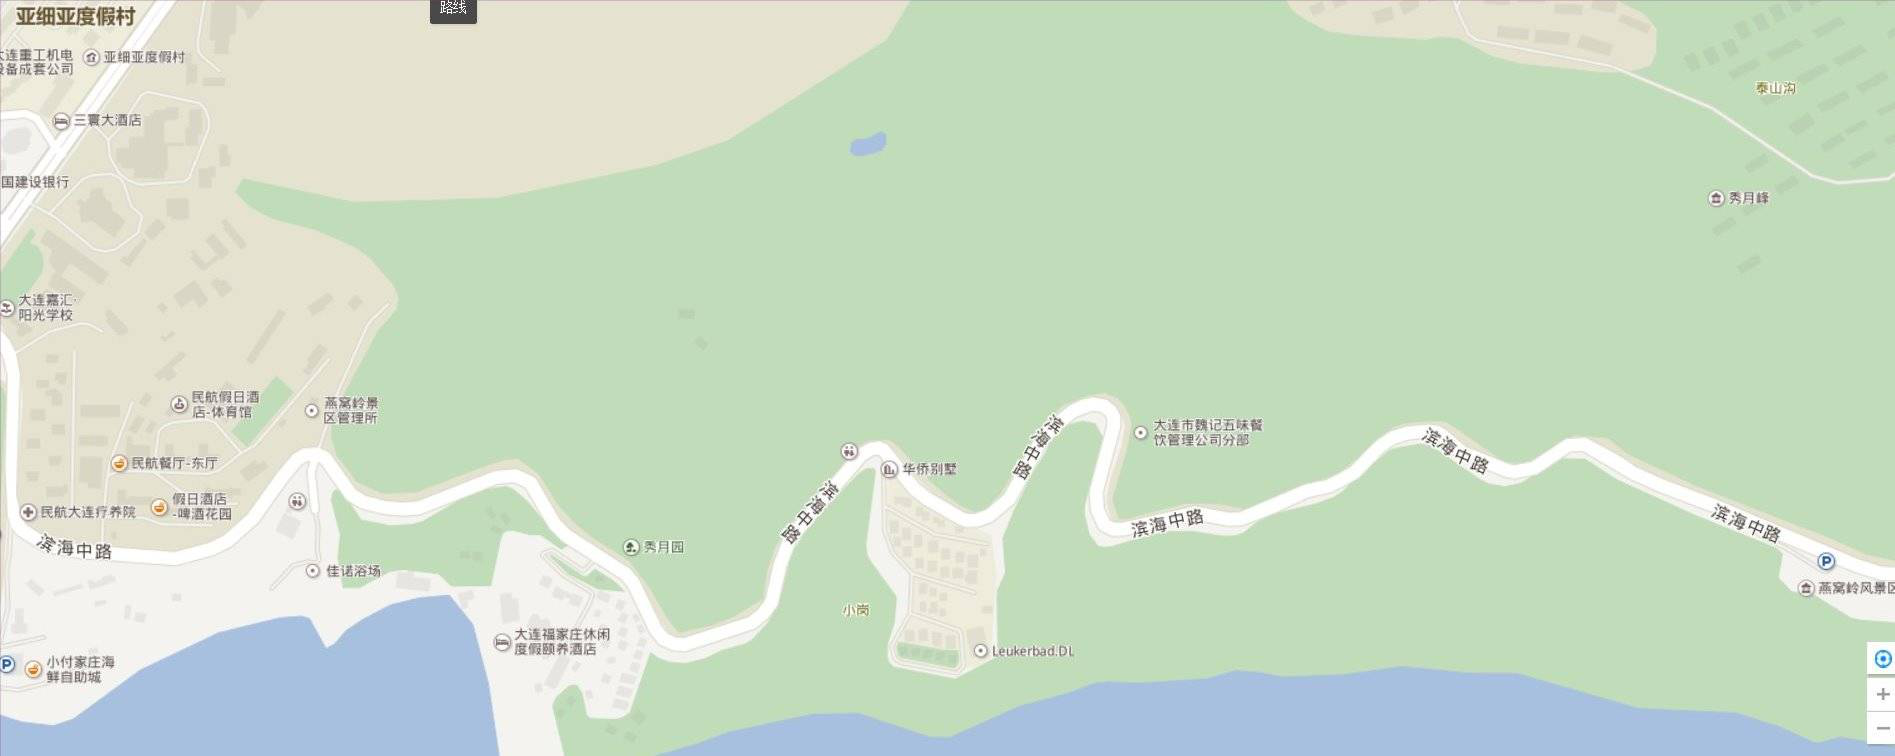 亚细亚度假村
路线
大连重工机电
设备成套公司
亚细亚度假村
泰山沟
三寰大酒店
国建设银行
秀月峰
大连嘉汇·
阳光学校
民航假日酒
店-体育馆
燕窝岭景
区管理所
大连市魏记五味餐
饮管理公司分部
滨海中路
滨海中路
民航餐厅-东厅
华侨别墅
假日酒店
-啤酒花园
民航大连疗养院
滨海中路
滨海中路
滨海中路
滨海中路
秀月园
佳诺浴场
P
燕窝岭风景区
小岗
大连福家庄休闲
度假颐养酒店
Leukerbad.DL
P
小付家庄海
鲜自助城